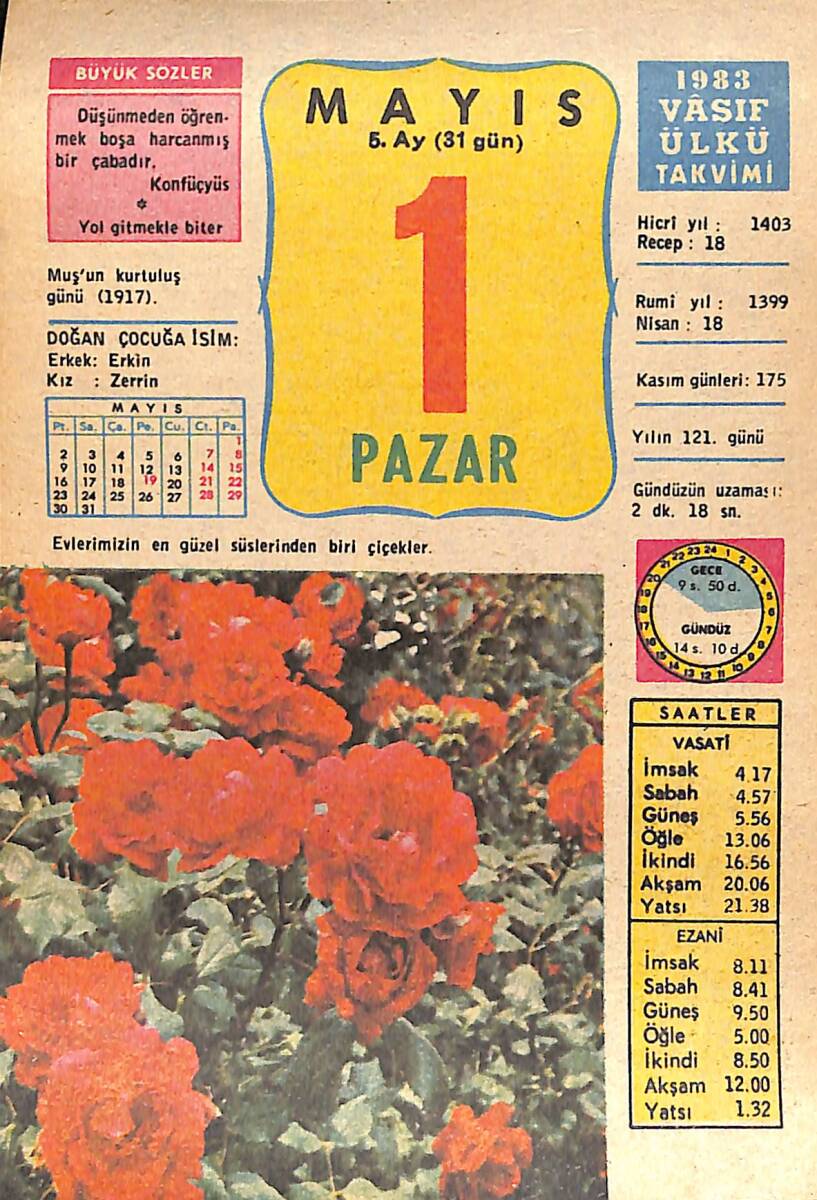 BÜYÜK SÖZLER
Düşünmeden öğren-
mek boşa harcanmış
bir çabadır.
Konfüçyüs
*
Yol gitmekle biter
Muş'un kurtuluş
günü (1917).
DOĞAN ÇOCUĞA İSİM:
Erkek: Erkin
Kız : Zerrin
MAYIS
Pt. Sa. Ça. Pe. Cu. Ct. Pa.
1
2 3 4 5 6 7 8
9 10 11 12 13 14 15
16 17 18 19 20 21 22
23 24 25 26 27 28 29
30 31
MAYIS
5. Ay (31 gün)
1
PAZAR
1983
VÂSIF
ÜLKÜ
TAKVİMİ
Hicrî yıl : 1403
Recep : 18
Rumî yıl : 1399
Nisan : 18
Kasım günleri: 175
Yılın 121. günü
Gündüzün uzaması:
2 dk. 18 sn.
Evlerimizin en güzel süslerinden biri çiçekler.
GECE
9 s. 50 d.
GÜNDÜZ
14 s. 10 d
SAATLER
VASATİ
İmsak 4.17
Sabah 4.57
Güneş 5.56
Öğle 13.06
İkindi 16.56
Akşam 20.06
Yatsı 21.38
EZANİ
İmsak 8.11
Sabah 8.41
Güneş 9.50
Öğle 5.00
İkindi 8.50
Akşam 12.00
Yatsı 1.32